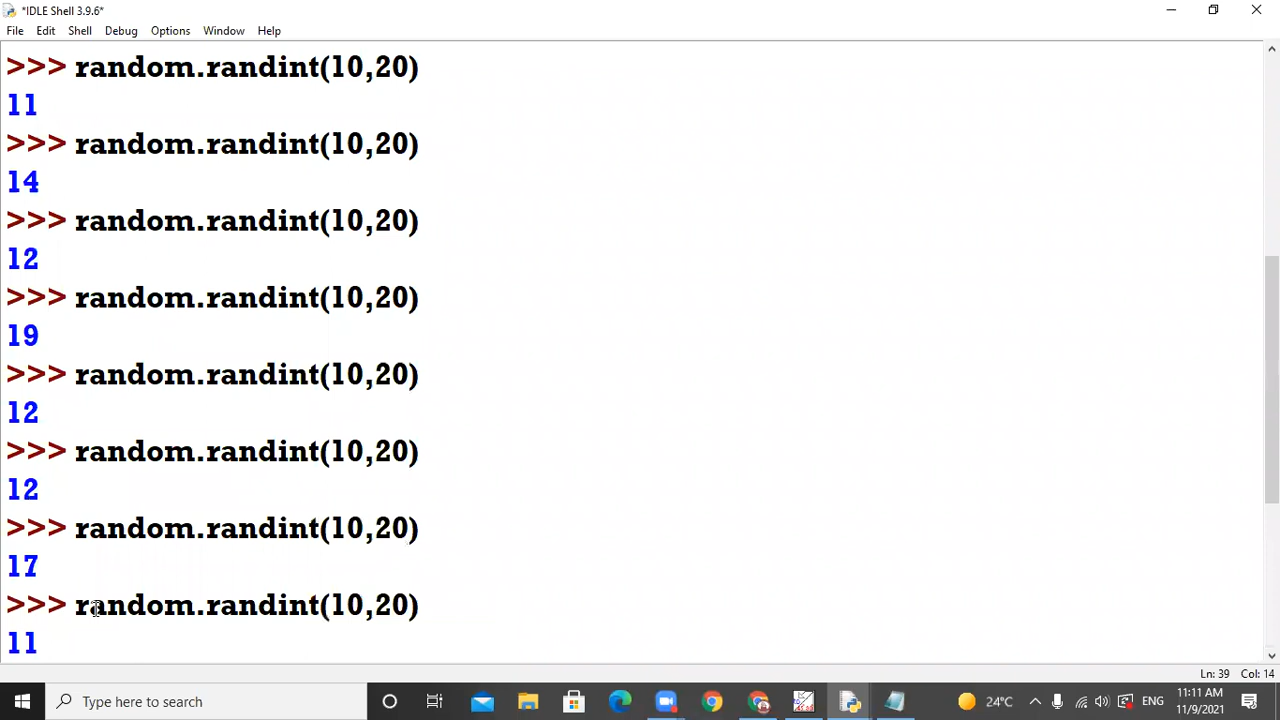 *IDLE Shell 3.9.6*
File Edit Shell Debug Options Window Help
>>> random.randint(10,20)
11
>>> random.randint(10,20)
14
>>> random.randint(10,20)
12
>>> random.randint(10,20)
19
>>> random.randint(10,20)
12
>>> random.randint(10,20)
12
>>> random.randint(10,20)
17
>>> random.randint(10,20)
11
Ln: 39 Col: 14
Type here to search
24°C
ENG
11:11 AM
11/9/2021